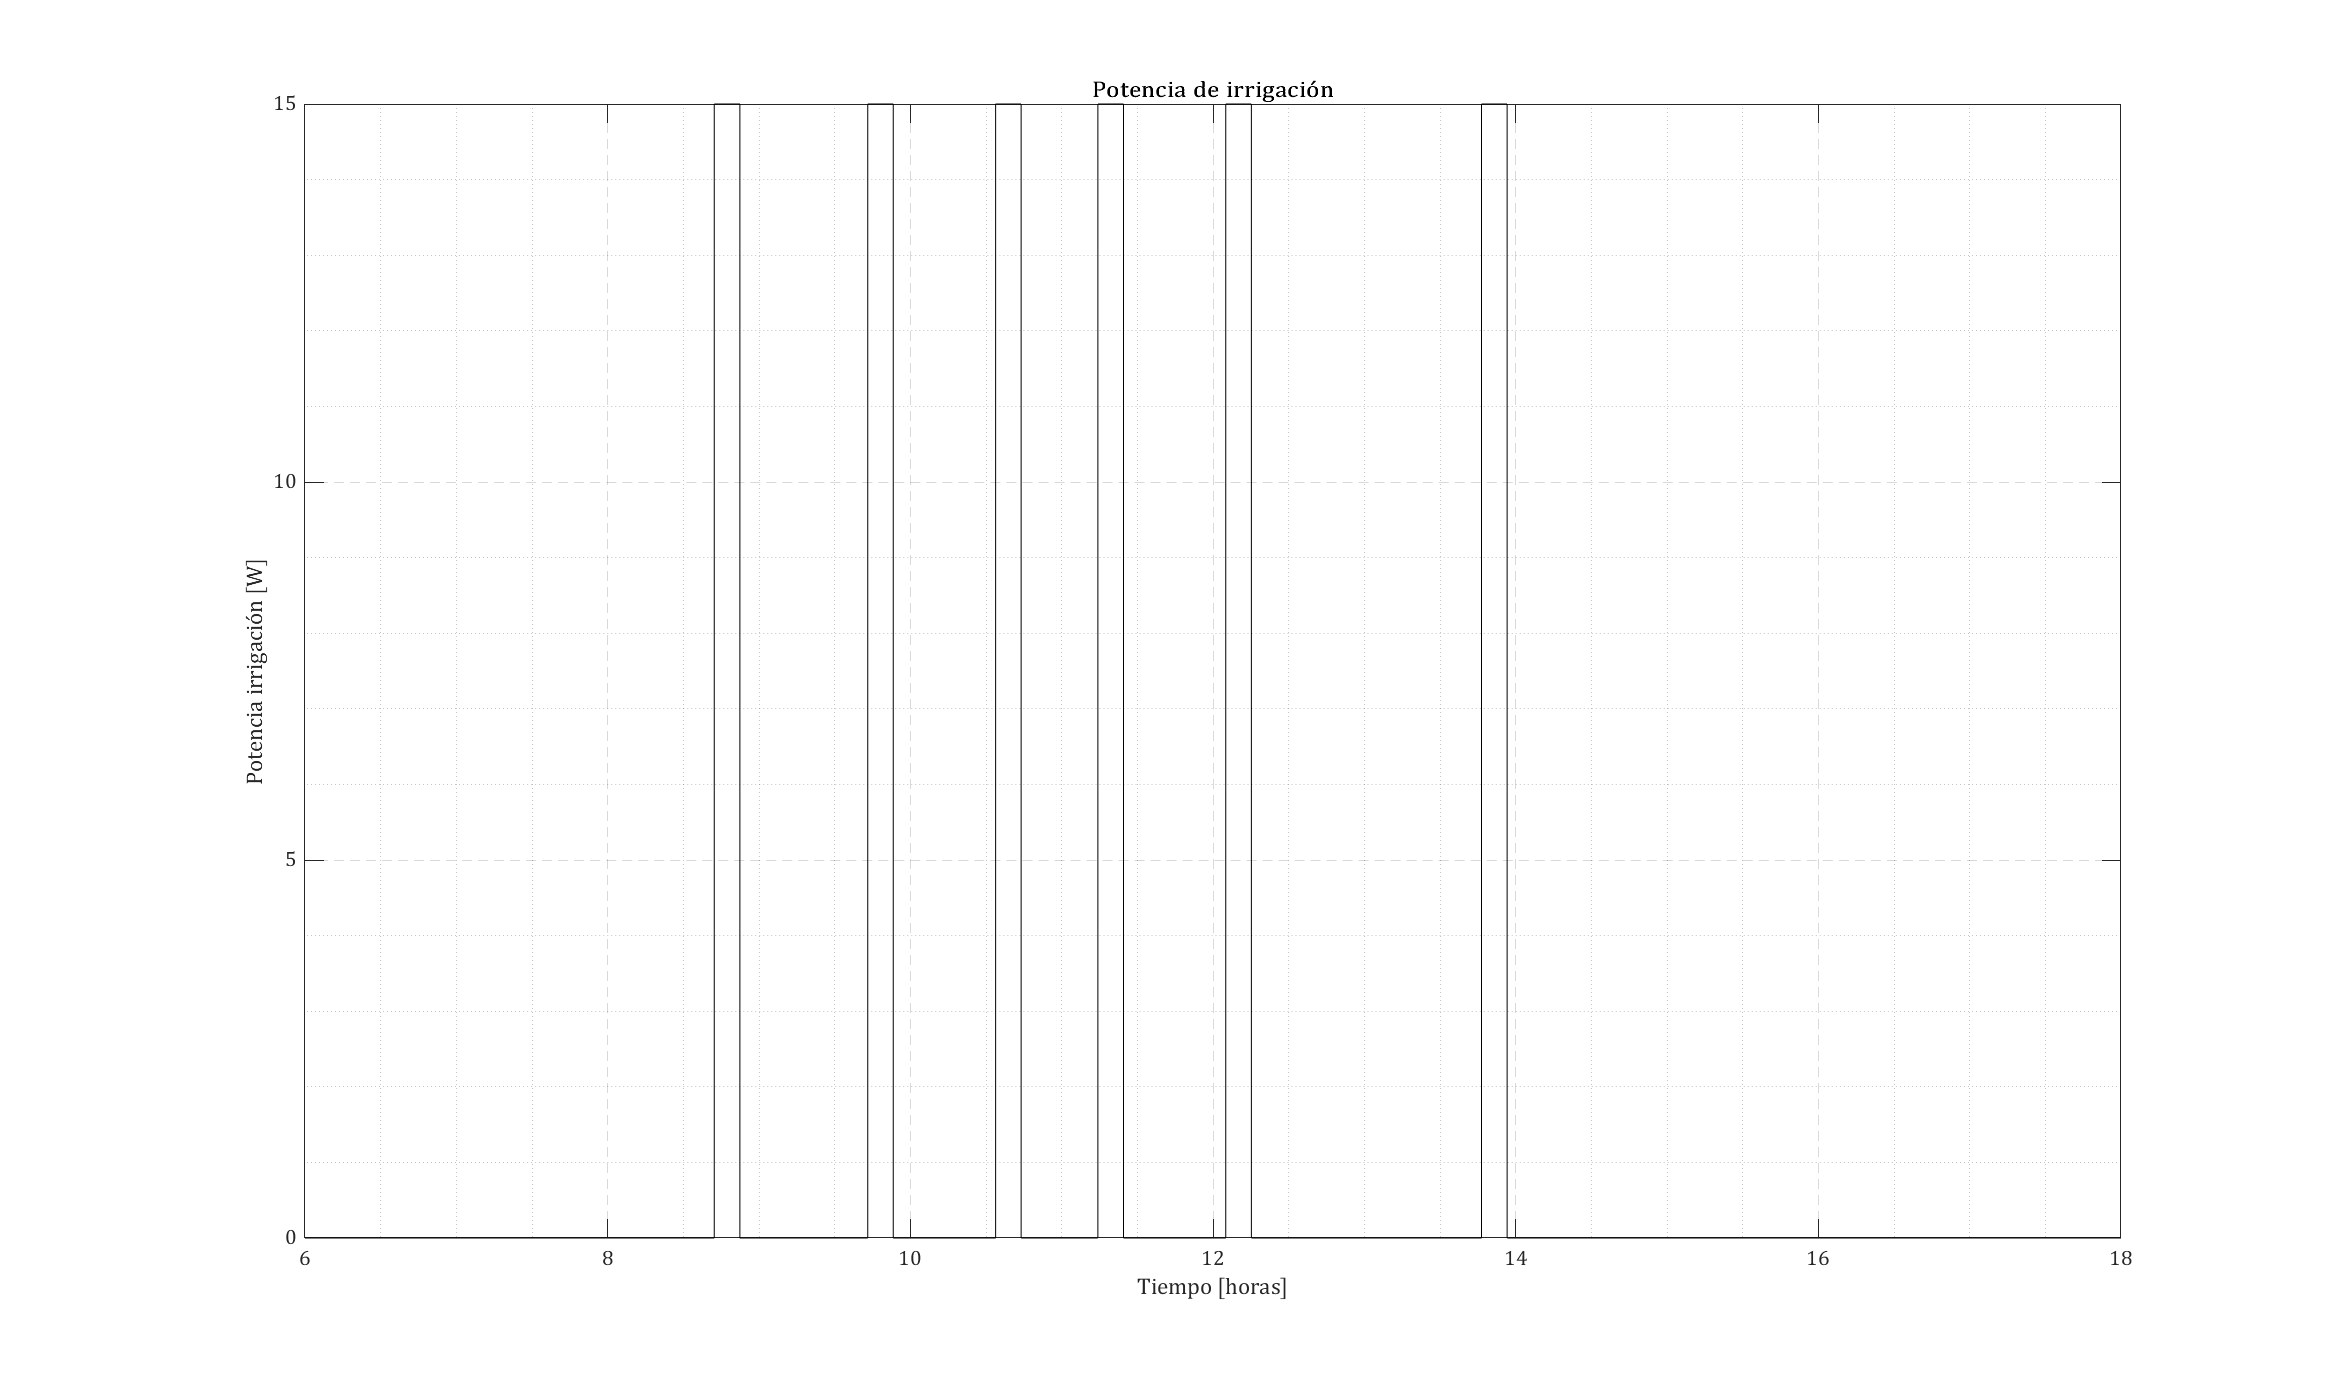 Potencia de irrigación
15
10
5
0
Potencia irrigación [W]
6 8 10 12 14 16 18
Tiempo [horas]